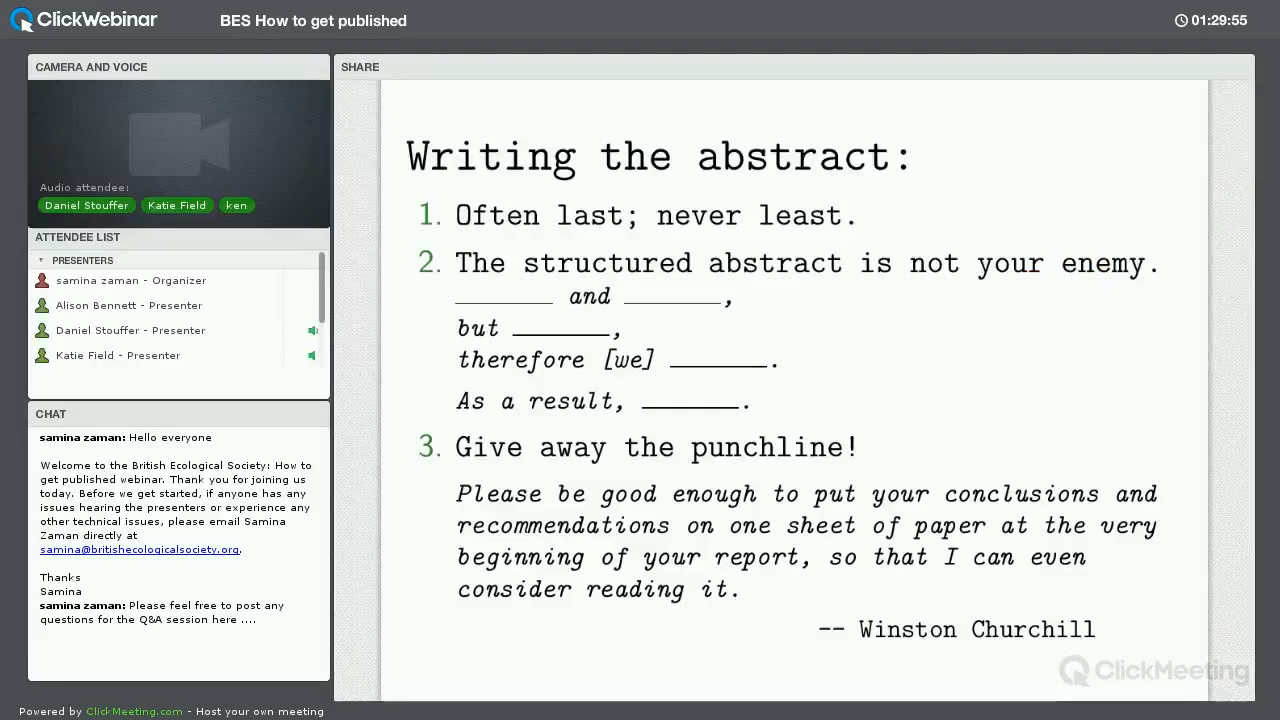 ClickWebinar
BES How to get published
01:29:55
CAMERA AND VOICE
Audio attendee:
Daniel Stouffer
Katie Field
ken
ATTENDEE LIST
PRESENTERS
samina zaman - Organizer
Alison Bennett - Presenter
Daniel Stouffer - Presenter
Katie Field - Presenter
CHAT
samina zaman: Hello everyone
Welcome to the British Ecological Society: How to
get published webinar. Thank you for joining us
today. Before we get started, if anyone has any
issues hearing the presenters or experience any
other technical issues, please email Samina
Zaman directly at
samina@britishecologicalsociety.org.
Thanks
Samina
samina zaman: Please feel free to post any
questions for the Q&A session here ....
SHARE
Writing the abstract:
1. Often last; never least.
2. The structured abstract is not your enemy.
______ and ______,
but ______,
therefore [we] ______.
As a result, ______.
3. Give away the punchline!
Please be good enough to put your conclusions and
recommendations on one sheet of paper at the very
beginning of your report, so that I can even
consider reading it.
-- Winston Churchill
ClickMeeting
Powered by ClickMeeting.com - Host your own meeting